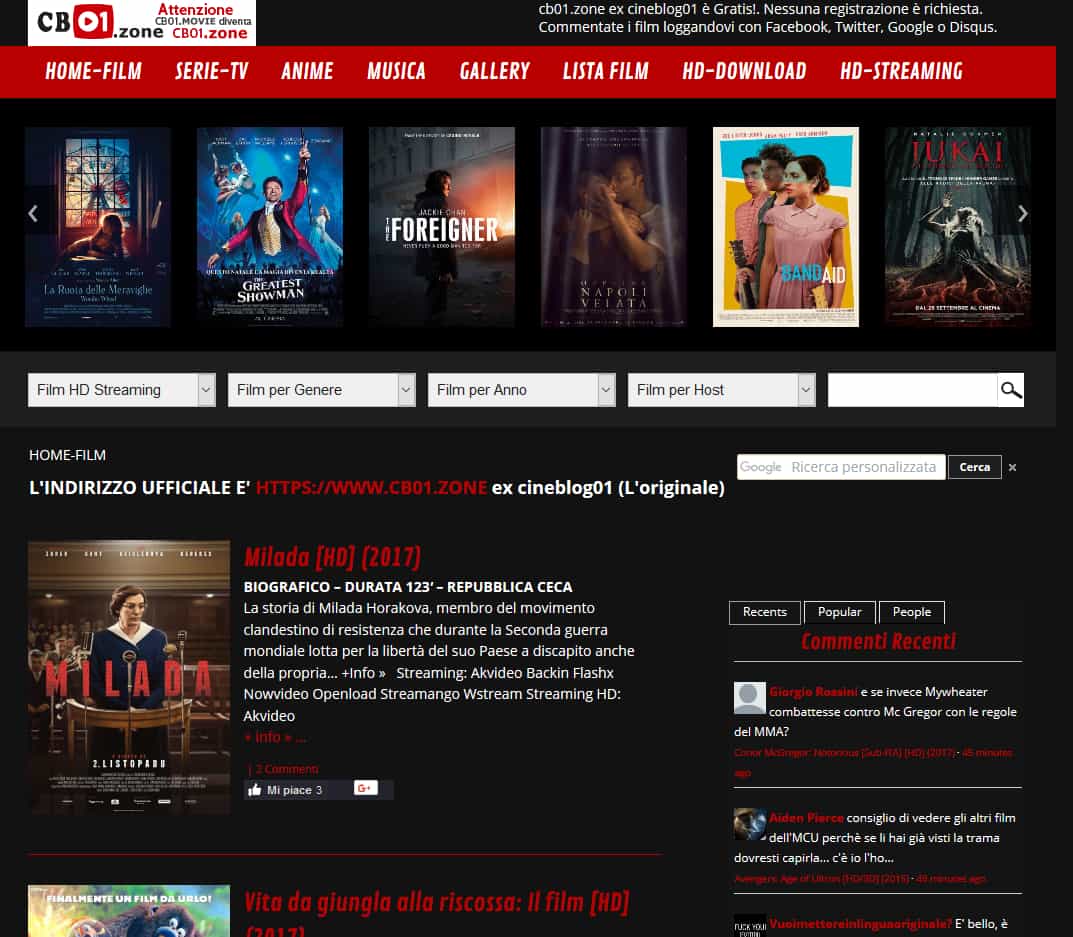 CB01.zone
Attenzione
CB01.MOVIE diventa
CB01.zone
cb01.zone ex cineblog01 è Gratis!. Nessuna registrazione è richiesta.
Commentate i film loggandovi con Facebook, Twitter, Google o Disqus.
HOME-FILM SERIE-TV ANIME MUSICA GALLERY LISTA FILM HD-DOWNLOAD HD-STREAMING
La Ruota delle Meraviglie
QUESTO NATALE LA MAGIA DIVENTA REALTÀ
THE
GREATEST
SHOWMAN
JACKIE CHAN
THE FOREIGNER
NAPOLI
VELATA
BAND AID
NATALIE DORMER
JUKAI
Film HD Streaming
Film per Genere
Film per Anno
Film per Host
HOME-FILM
Google Ricerca personalizzata
Cerca
×
L'INDIRIZZO UFFICIALE E' HTTPS://WWW.CB01.ZONE ex cineblog01 (L'originale)
MILADA
2.LISTOPADU
Milada [HD] (2017)
BIOGRAFICO – DURATA 123' – REPUBBLICA CECA
La storia di Milada Horakova, membro del movimento
clandestino di resistenza che durante la Seconda guerra
mondiale lotta per la libertà del suo Paese a discapito anche
della propria... +Info » Streaming: Akvideo Backin Flashx
Nowvideo Openload Streamango Wstream Streaming HD:
Akvideo
+ info » ...
| 2 Commenti
Mi piace 3
G+
Recents Popular People
Commenti Recenti
Giorgio Rossini e se invece Mywheater
combattesse contro Mc Gregor con le regole
del MMA?
Conor McGregor: Notorious [Sub-ITA] [HD] (2017) · 45 minutes
ago
Aiden Pierce consiglio di vedere gli altri film
dell'MCU perchè se li hai già visti la trama
dovresti capirla... c'è io l'ho...
Avengers: Age of Ultron [HD/3D] (2015) · 49 minutes ago
Vuoimettoreinlinguaoriginale? E' bello, è
FINALMENTE UN FILM DA URLO!
Vita da giungla alla riscossa: Il film [HD]
(2017)